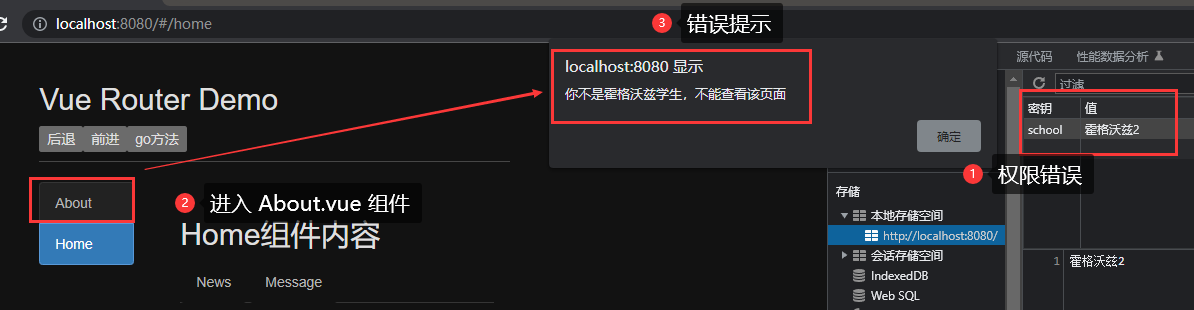 localhost:8080/#/home
3 错误提示
源代码
性能数据分析
localhost:8080 显示
你不是霍格沃兹学生，不能查看该页面
确定
过滤
密钥 值
school 霍格沃兹2
1 权限错误
Vue Router Demo
后退 前进 go方法
About
2 进入 About.vue 组件
Home
Home组件内容
News Message
存储
本地存储空间
http://localhost:8080/
会话存储空间
IndexedDB
Web SQL
1 霍格沃兹2